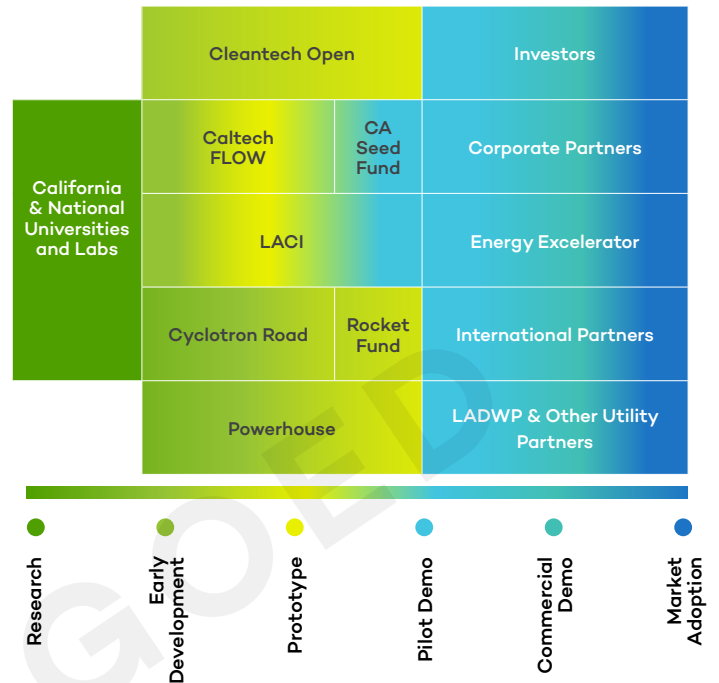 Cleantech Open
Investors
California
& National
Universities
and Labs
Caltech
FLOW
CA
Seed
Fund
Corporate Partners
LACI
Energy Excelerator
Cyclotron Road
Rocket
Fund
International Partners
Powerhouse
LADWP & Other Utility
Partners
Research
Early
Development
Prototype
Pilot Demo
Commercial
Demo
Market
Adoption
GOED